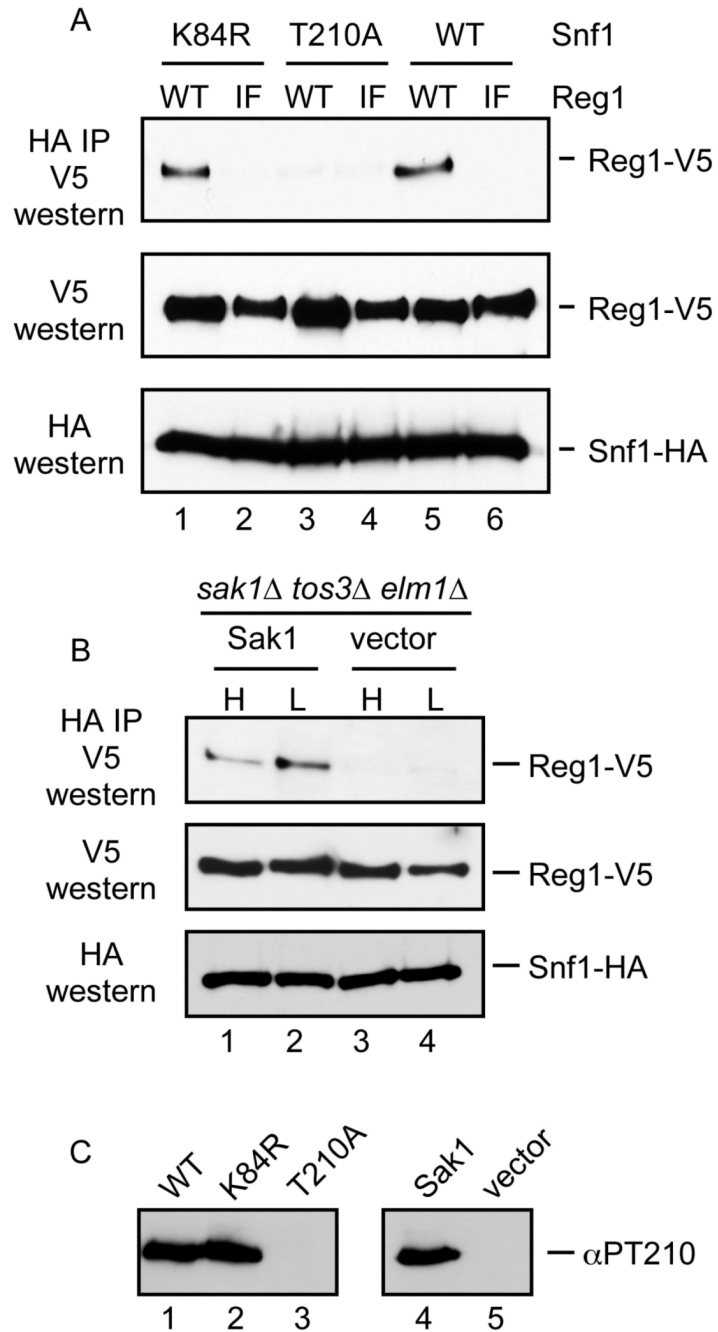 A
K84R T210A WT Snf1
WT IF WT IF WT IF Reg1
HA IP
V5
western
– Reg1-V5
V5
western
– Reg1-V5
HA
western
– Snf1-HA
1 2 3 4 5 6
sak1Δ tos3Δ elm1Δ
B
Sak1 vector
H L H L
HA IP
V5
western
— Reg1-V5
V5
western
— Reg1-V5
HA
western
— Snf1-HA
1 2 3 4
C
WT K84R T210A Sak1 vector
— αPT210
1 2 3 4 5